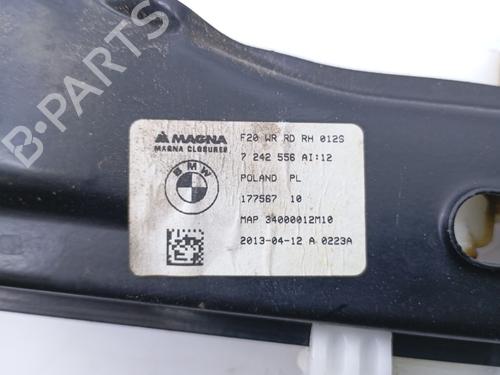 B-PARTS
MAGNA
MAGNA CLOSURES
BMW
F20 WR RD RH 012S
7 242 556 AI:12
POLAND PL
177567 10
MAP 34000012M10
2013-04-12 A 0223A